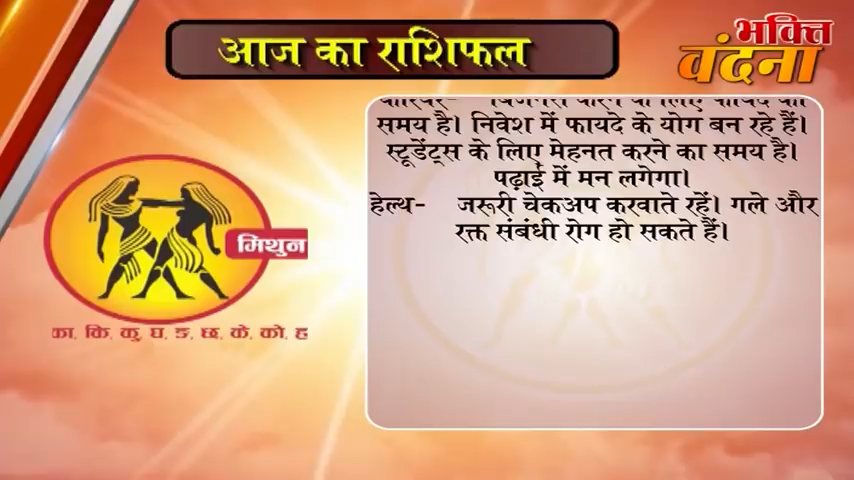 आज का राशिफल
भक्ति
वंदना
समय है। निवेश में फायदे के योग बन रहे हैं।
स्टूडेंट्स के लिए मेहनत करने का समय है।
पढ़ाई में मन लगेगा।
हेल्थ- जरूरी चेकअप करवाते रहें। गले और
रक्त संबंधी रोग हो सकते हैं।
मिथुन
का, कि, कु, घ, ङ, छ, के, को, ह